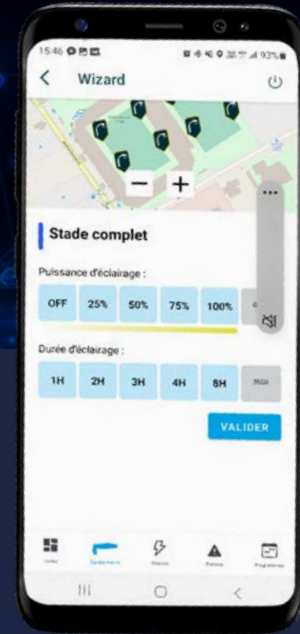 15:46
93%
Wizard
Stade complet
Puissance d'éclairage :
OFF 25% 50% 75% 100%
Durée d'éclairage :
1H 2H 3H 4H 8H
VALIDER